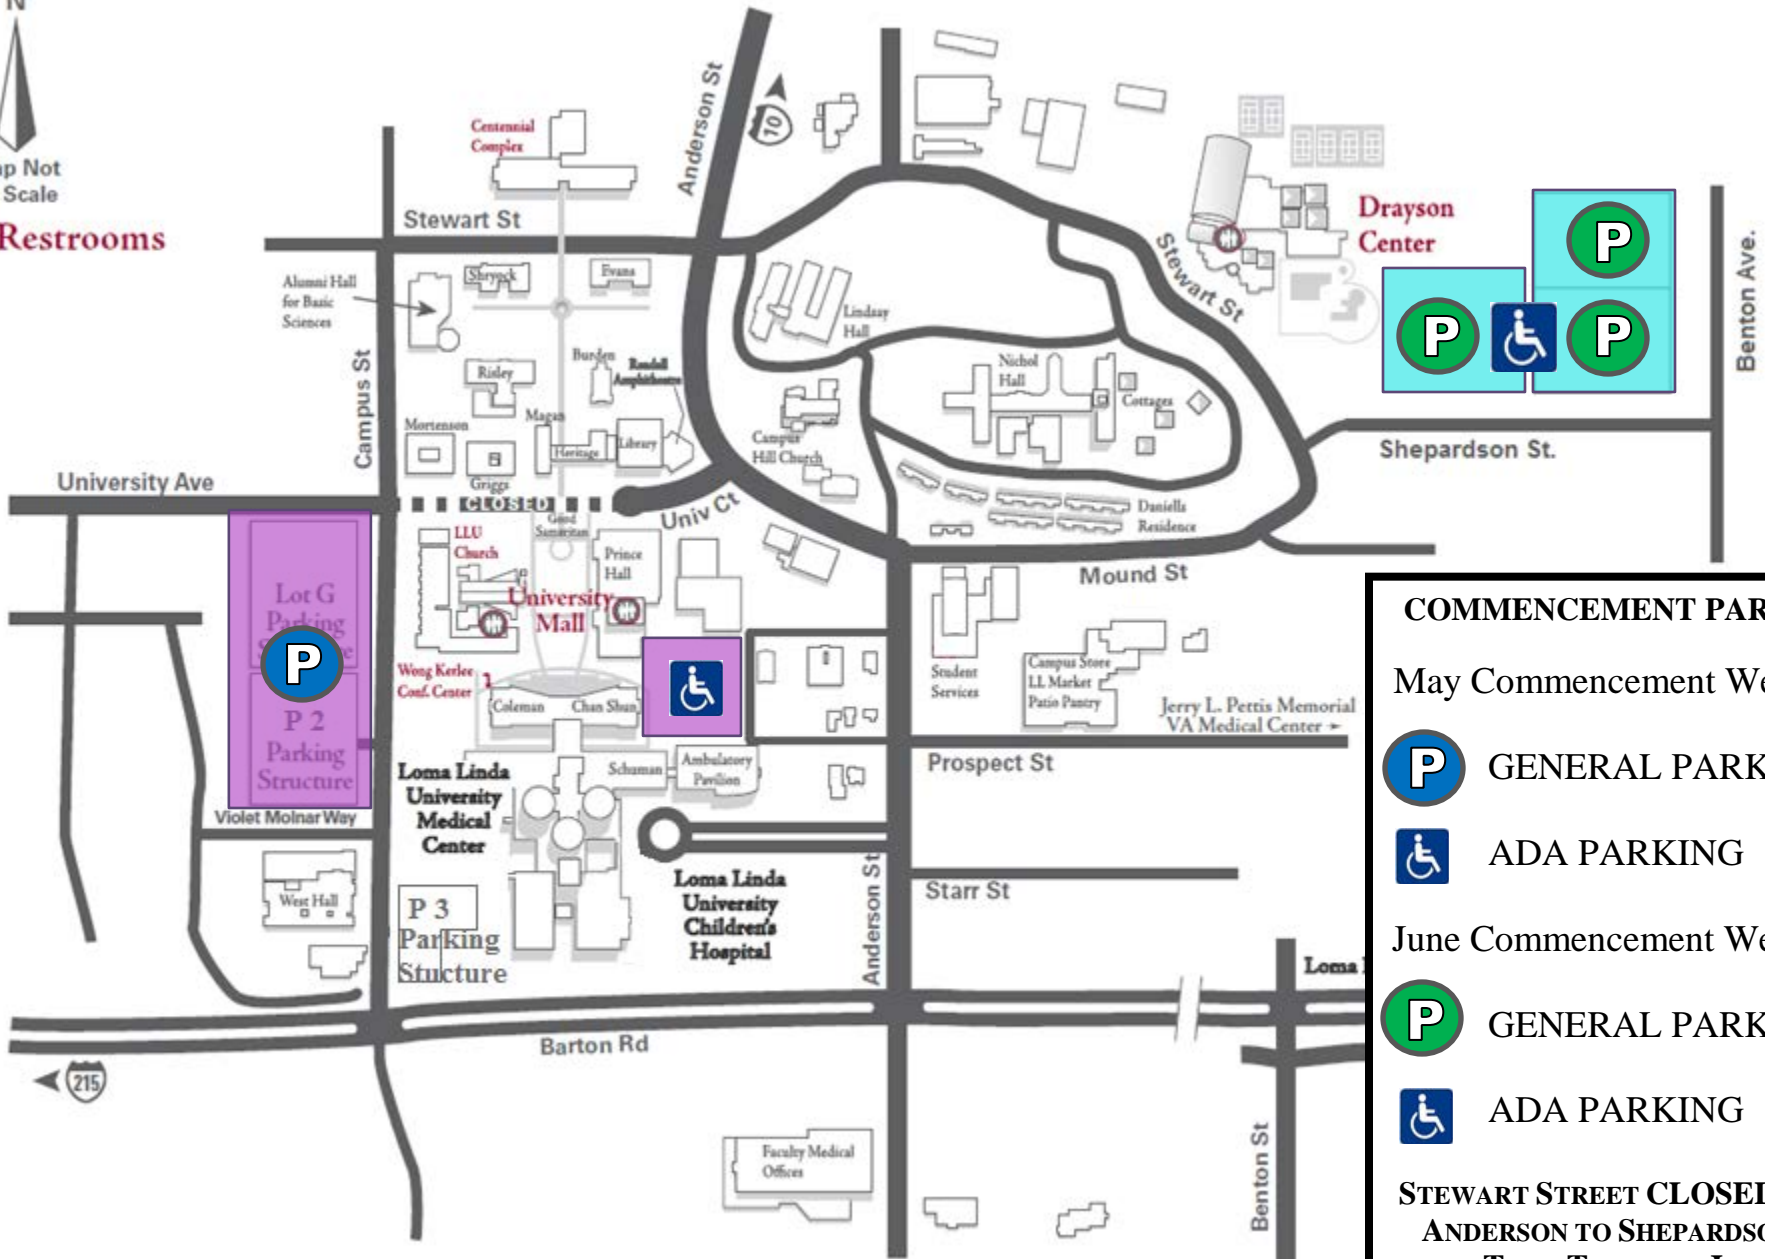 N
ap Not
Scale
Restrooms
Centennial
Complex
Anderson St
10
Stewart St
Alumni Hall
for Basic
Sciences
Shryock
Evans
Lindsay
Hall
Stewart St
Drayson
Center
P
P
P
Benton Ave.
Campus St
Risley
Burden
Randall
Amphitheatre
Nichol
Hall
Cottages
Mortenson
Magan
Heritage
Library
Griggs
Campus
Hill Church
Shepardson St.
University Ave
CLOSED
Univ Ct
Daniells
Residence
Good
Samaritan
LLU
Church
Prince
Hall
University
Mall
Mound St
Lot G
Parking
P
P 2
Parking
Structure
Violet Molnar Way
Wong Kerlee
Conf. Center
Coleman
Chan Shun
Student
Services
Campus Store
LL Market
Patio Pantry
Jerry L. Pettis Memorial
VA Medical Center
Prospect St
Schuman
Ambulatory
Pavilion
Loma Linda
University
Medical
Center
Loma Linda
University
Children's
Hospital
Anderson St
Starr St
West Hall
P 3
Parking
Stucture
Barton Rd
215
Loma
Faculty Medical
Offices
Benton St
COMMENCEMENT PAR
May Commencement We
P GENERAL PARK
ADA PARKING
June Commencement We
P GENERAL PARK
ADA PARKING
STEWART STREET CLOSED
ANDERSON TO SHEPARDSO